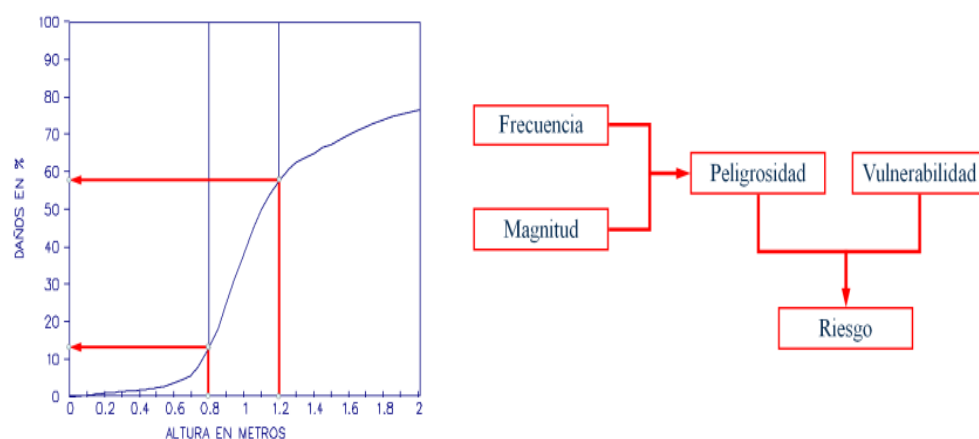 100
90
80
70
60
50
40
30
20
10
0
DAÑOS EN %
0 0.2 0.4 0.6 0.8 1 1.2 1.4 1.6 1.8 2
ALTURA EN METROS
Frecuencia
Magnitud
Peligrosidad
Vulnerabilidad
Riesgo